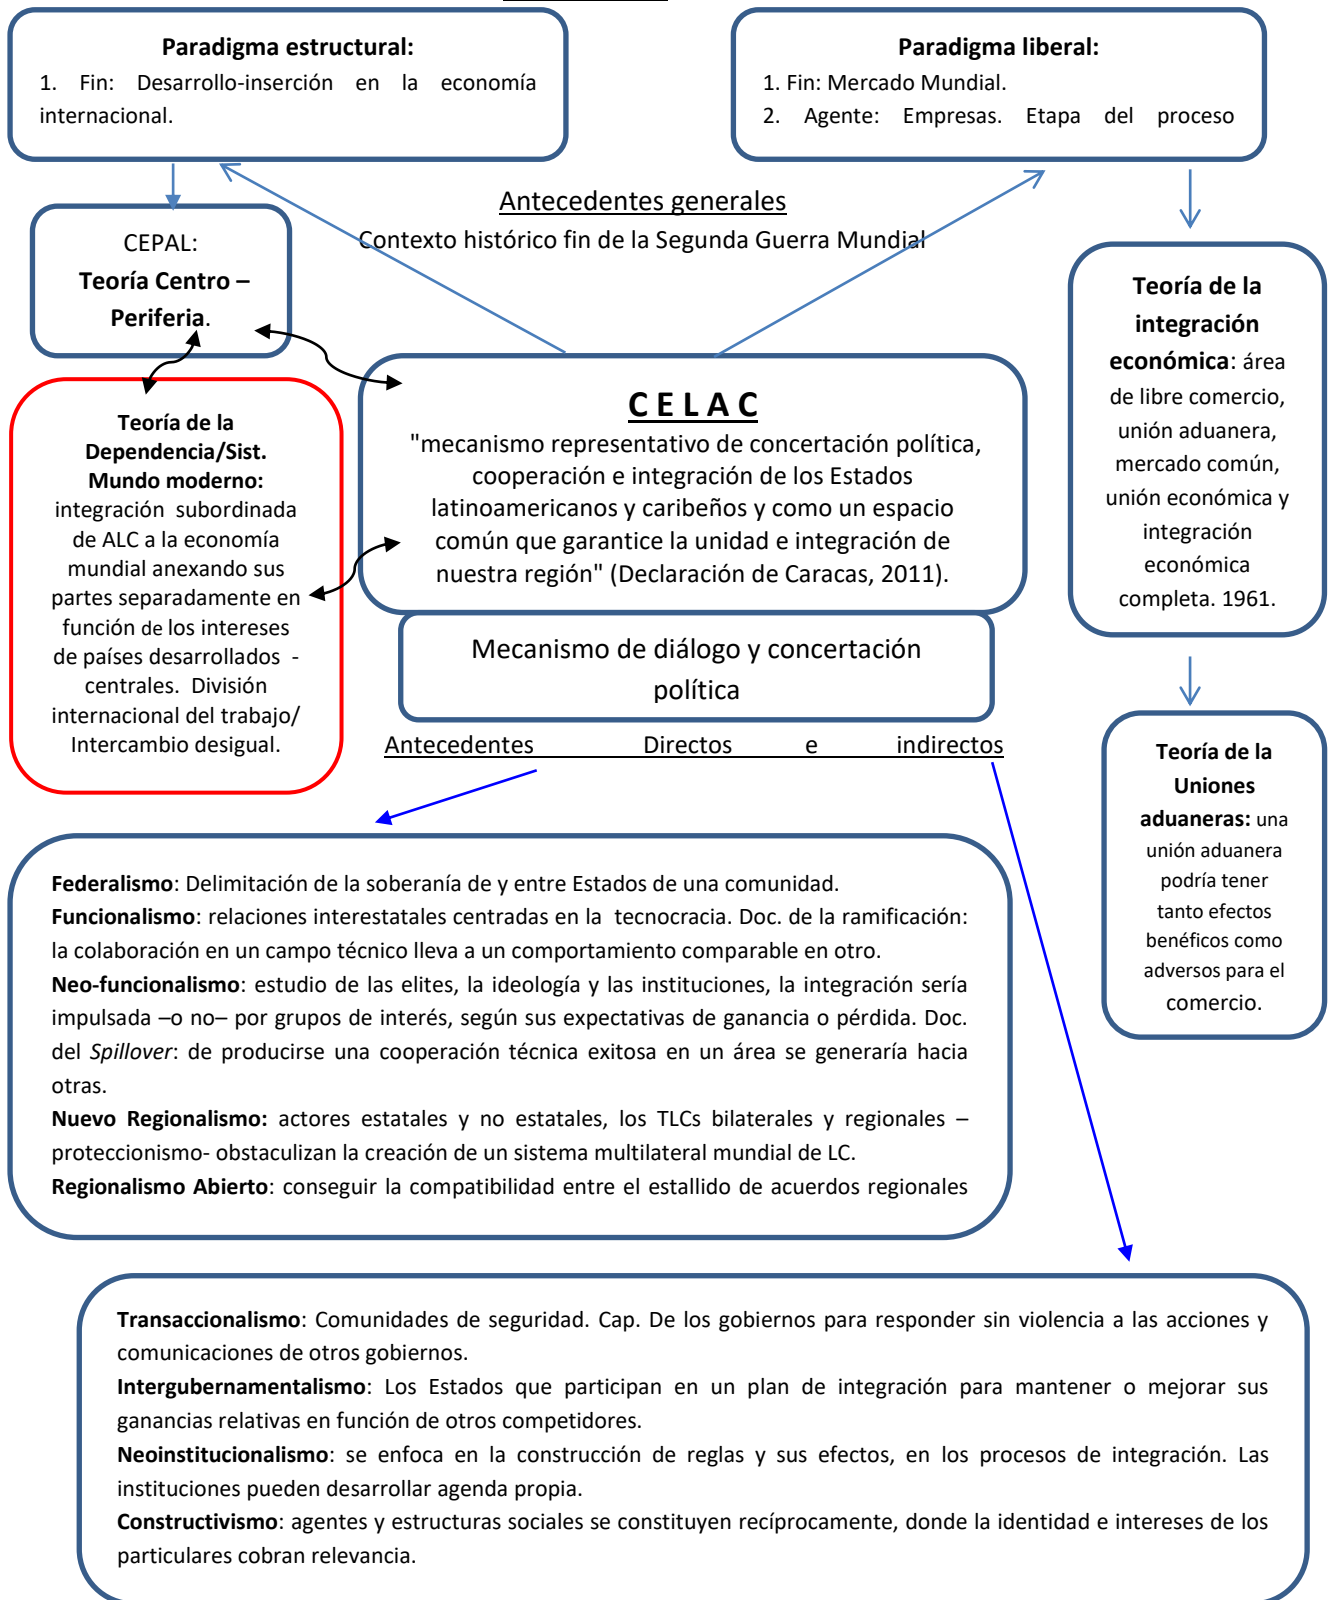 Paradigma estructural:
1. Fin: Desarrollo-inserción en la economía
internacional.
Paradigma liberal:
1. Fin: Mercado Mundial.
2. Agente: Empresas. Etapa del proceso
Antecedentes generales
Contexto histórico fin de la Segunda Guerra Mundial
CEPAL:
Teoría Centro –
Periferia.
Teoría de la
integración
económica: área
de libre comercio,
unión aduanera,
mercado común,
unión económica y
integración
económica
completa. 1961.
C E L A C
"mecanismo representativo de concertación política,
cooperación e integración de los Estados
latinoamericanos y caribeños y como un espacio
común que garantice la unidad e integración de
nuestra región" (Declaración de Caracas, 2011).
Teoría de la
Dependencia/Sist.
Mundo moderno:
integración subordinada
de ALC a la economía
mundial anexando sus
partes separadamente en
función de los intereses
de países desarrollados -
centrales. División
internacional del trabajo/
Intercambio desigual.
Mecanismo de diálogo y concertación
política
Antecedentes Directos e indirectos
Teoría de la
Uniones
aduaneras: una
unión aduanera
podría tener
tanto efectos
benéficos como
adversos para el
comercio.
Federalismo: Delimitación de la soberanía de y entre Estados de una comunidad.
Funcionalismo: relaciones interestatales centradas en la tecnocracia. Doc. de la ramificación:
la colaboración en un campo técnico lleva a un comportamiento comparable en otro.
Neo-funcionalismo: estudio de las elites, la ideología y las instituciones, la integración sería
impulsada –o no– por grupos de interés, según sus expectativas de ganancia o pérdida. Doc.
del Spillover: de producirse una cooperación técnica exitosa en un área se generaría hacia
otras.
Nuevo Regionalismo: actores estatales y no estatales, los TLCs bilaterales y regionales –
proteccionismo- obstaculizan la creación de un sistema multilateral mundial de LC.
Regionalismo Abierto: conseguir la compatibilidad entre el estallido de acuerdos regionales
Transaccionalismo: Comunidades de seguridad. Cap. De los gobiernos para responder sin violencia a las acciones y
comunicaciones de otros gobiernos.
Intergubernamentalismo: Los Estados que participan en un plan de integración para mantener o mejorar sus
ganancias relativas en función de otros competidores.
Neoinstitucionalismo: se enfoca en la construcción de reglas y sus efectos, en los procesos de integración. Las
instituciones pueden desarrollar agenda propia.
Constructivismo: agentes y estructuras sociales se constituyen recíprocamente, donde la identidad e intereses de los
particulares cobran relevancia.